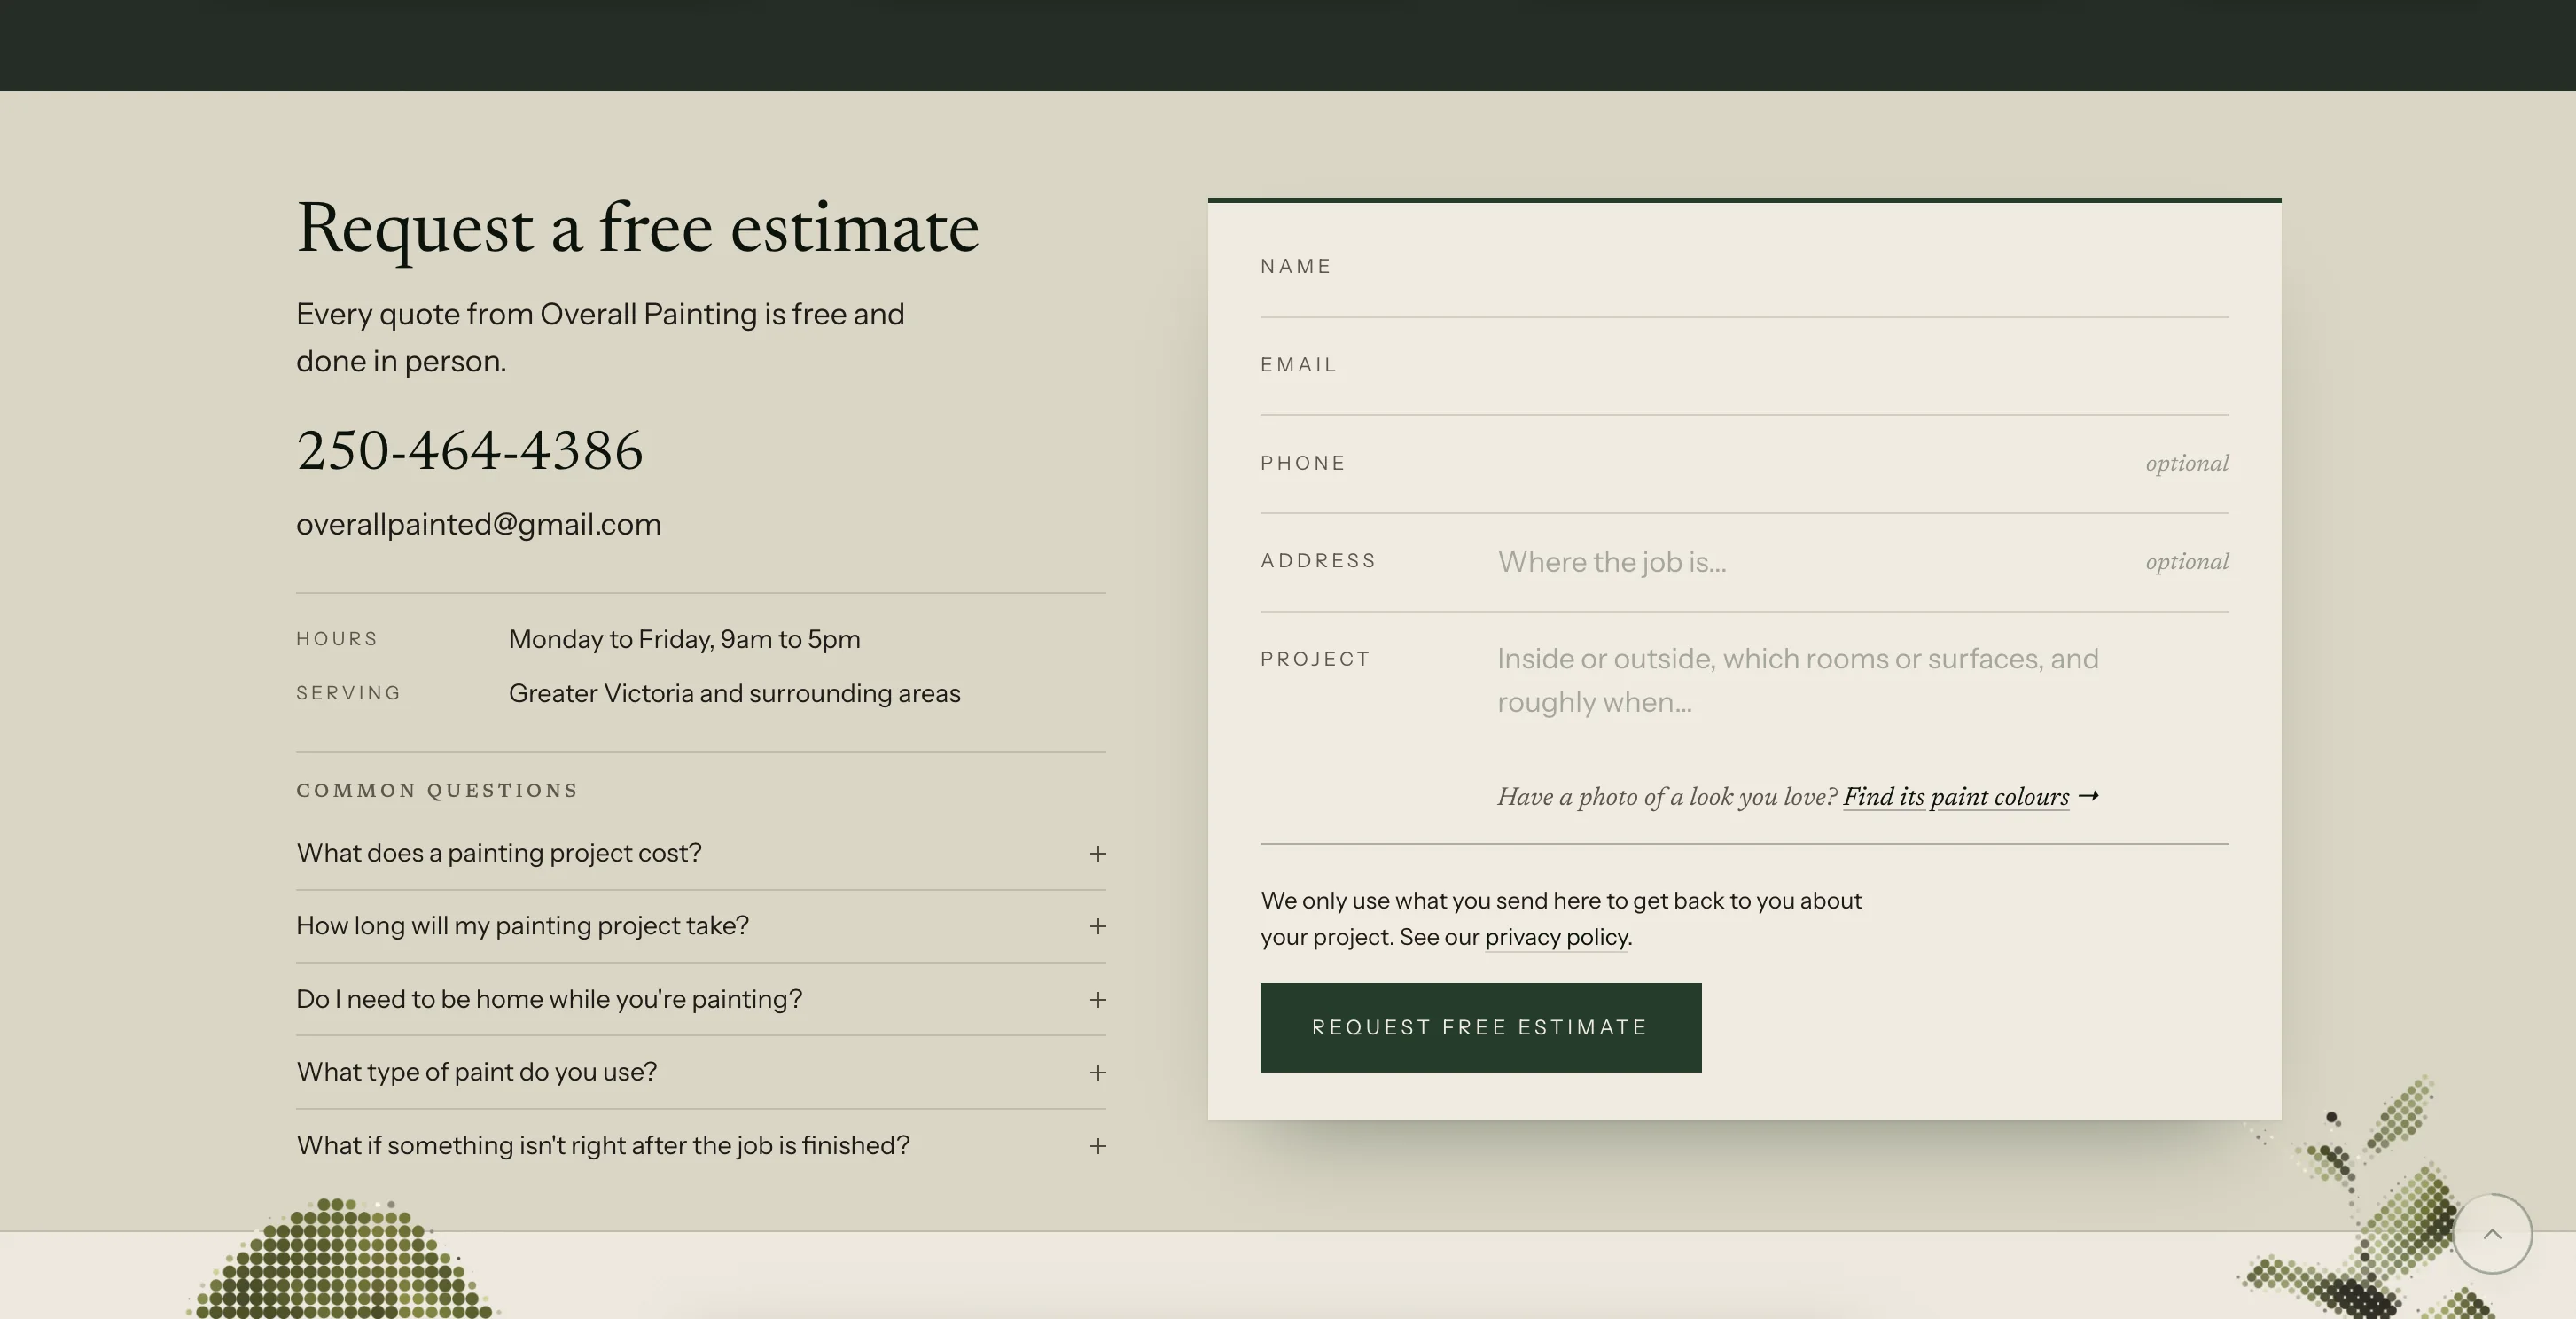 Request a free estimate
Every quote from Overall Painting is free and
done in person.
250-464-4386
overallpainted@gmail.com
HOURS Monday to Friday, 9am to 5pm
SERVING Greater Victoria and surrounding areas
COMMON QUESTIONS
What does a painting project cost?
How long will my painting project take?
Do I need to be home while you're painting?
What type of paint do you use?
What if something isn't right after the job is finished?
NAME
EMAIL
PHONE optional
ADDRESS Where the job is... optional
PROJECT Inside or outside, which rooms or surfaces, and
roughly when...
Have a photo of a look you love? Find its paint colours →
We only use what you send here to get back to you about
your project. See our privacy policy.
REQUEST FREE ESTIMATE